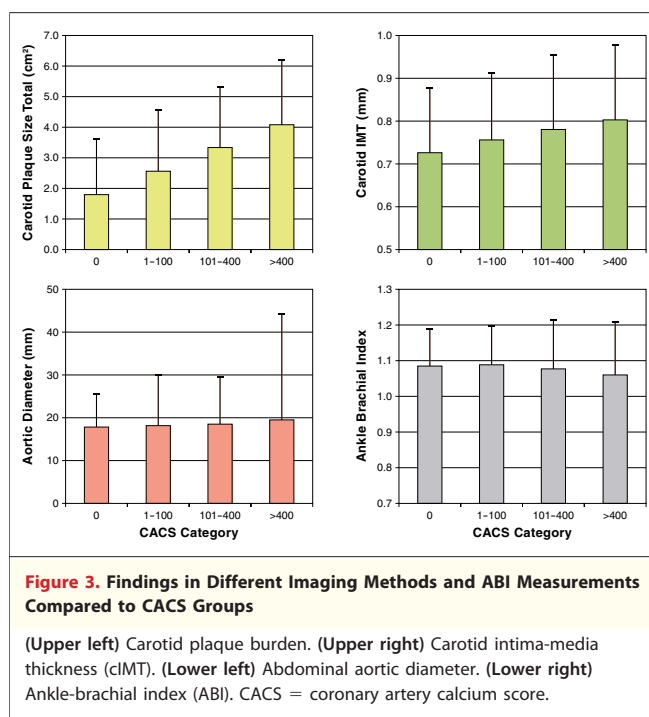 Carotid Plaque Size Total (cm²)
7.0
6.0
5.0
4.0
3.0
2.0
1.0
0.0
0 1-100 101-400 >400
Carotid IMT (mm)
1.0
0.9
0.8
0.7
0.6
0.5
0 1-100 101-400 >400
Aortic Diameter (mm)
50
40
30
20
10
0
0 1-100 101-400 >400
CACS Category
Ankle Brachial Index
1.3
1.2
1.1
1.0
0.9
0.8
0.7
0 1-100 101-400 >400
CACS Category
Figure 3. Findings in Different Imaging Methods and ABI Measurements
Compared to CACS Groups
(Upper left) Carotid plaque burden. (Upper right) Carotid intima-media
thickness (cIMT). (Lower left) Abdominal aortic diameter. (Lower right)
Ankle-brachial index (ABI). CACS = coronary artery calcium score.